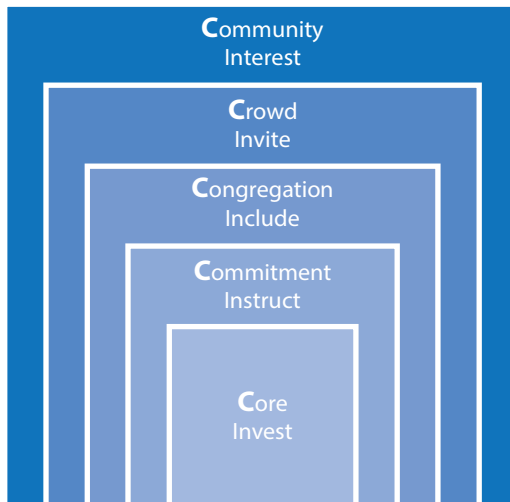 Community
Interest
Crowd
Invite
Congregation
Include
Commitment
Instruct
Core
Invest